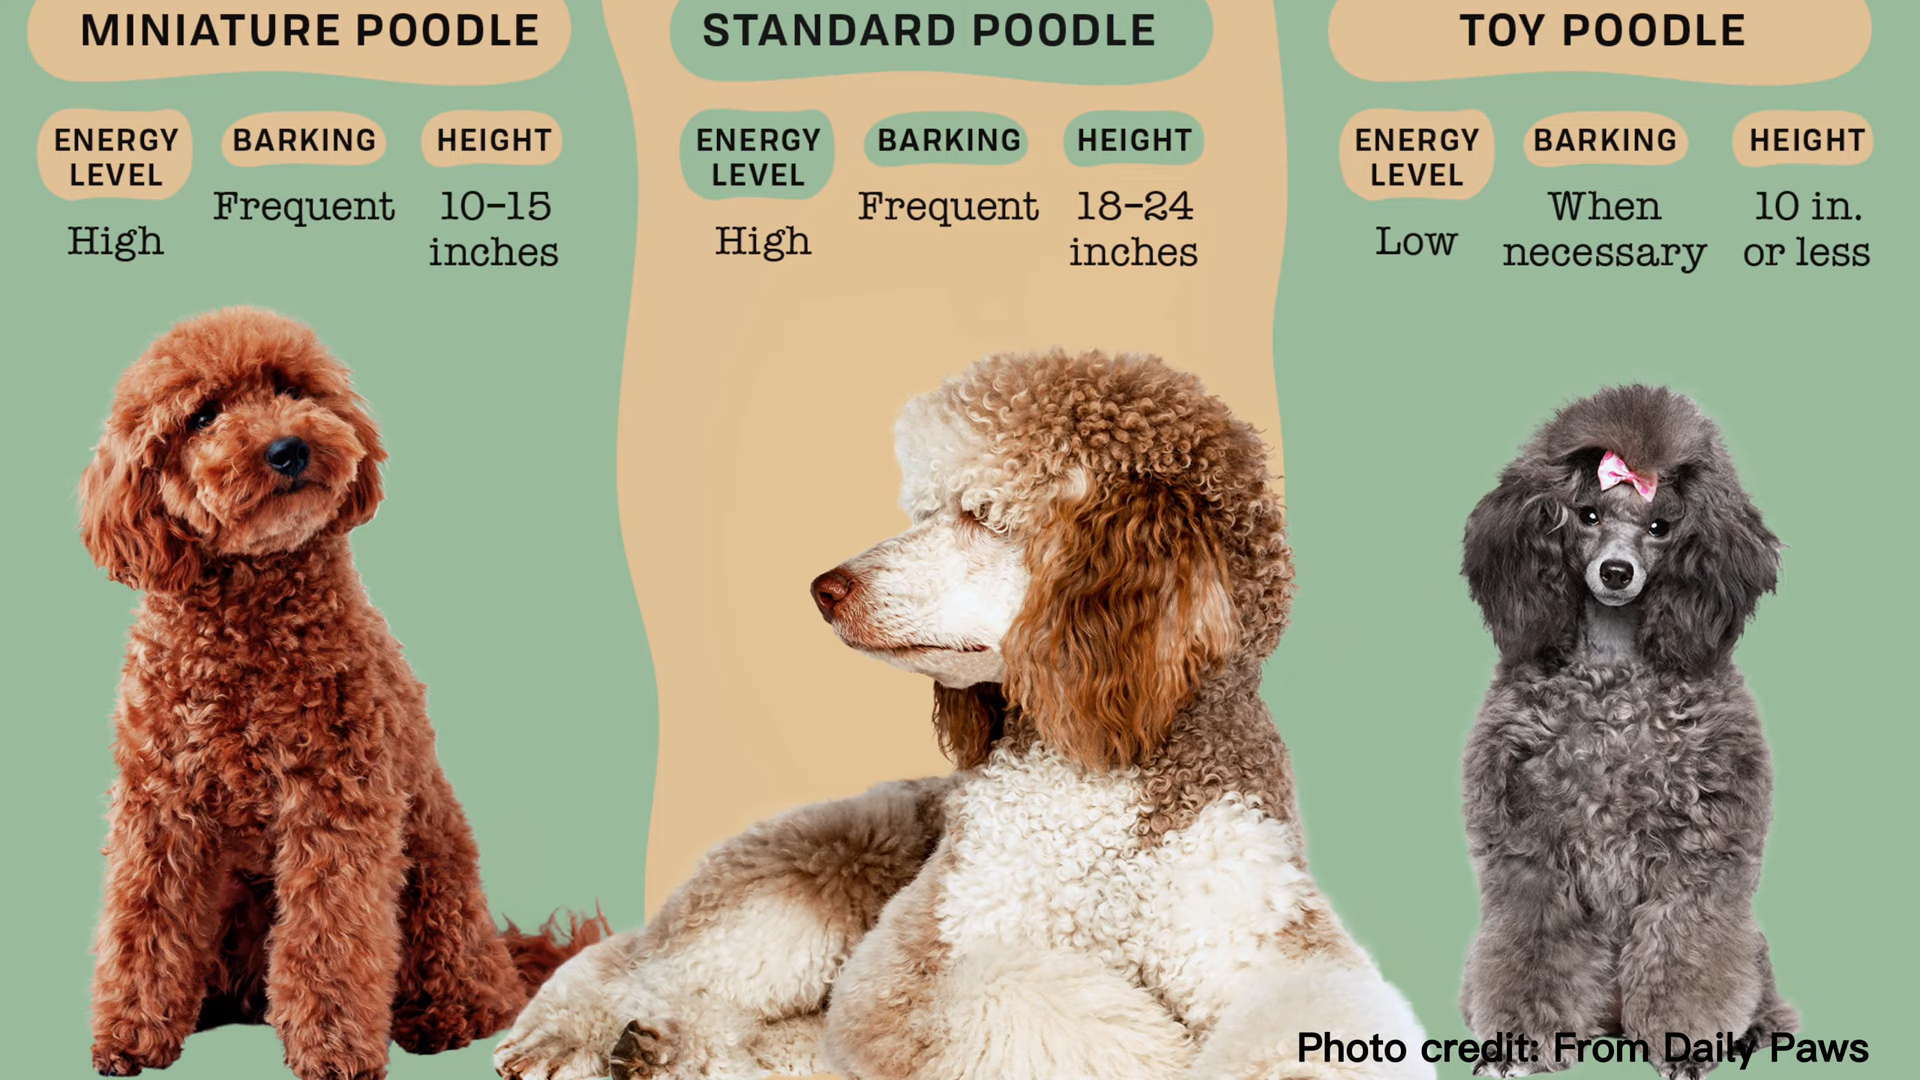 MINIATURE POODLE
ENERGY
LEVEL
High
BARKING
Frequent
HEIGHT
10-15
inches
STANDARD POODLE
ENERGY
LEVEL
High
BARKING
Frequent
HEIGHT
18-24
inches
TOY POODLE
ENERGY
LEVEL
Low
BARKING
When
necessary
HEIGHT
10 in.
or less
Photo credit: From Daily Paws